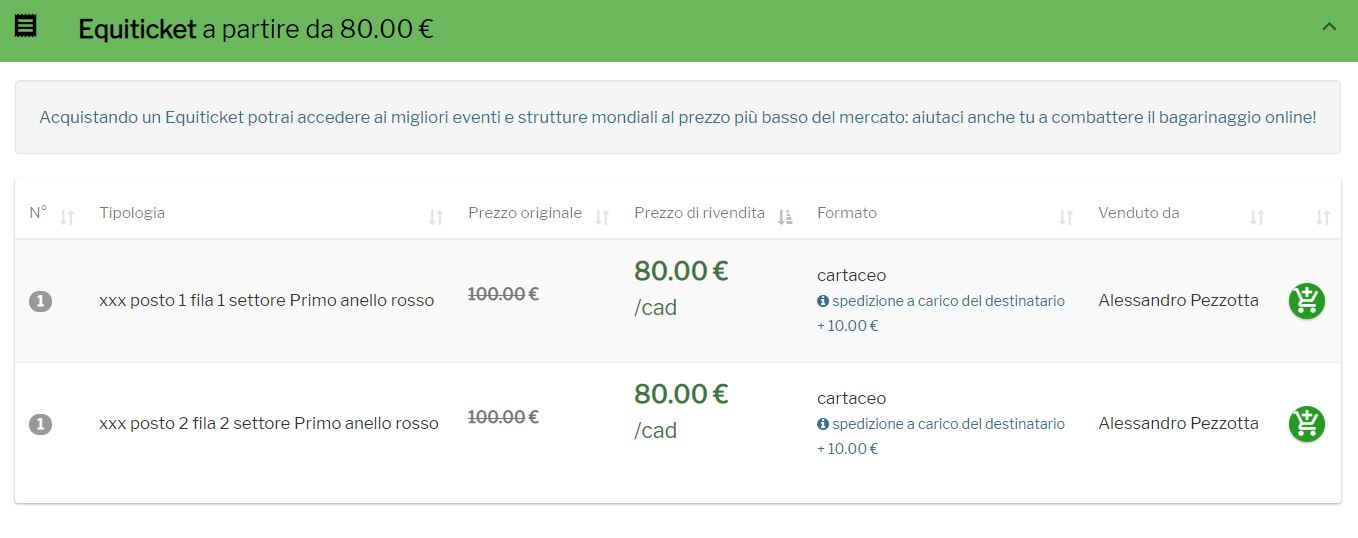 Equiticket a partire da 80.00 €
Acquistando un Equiticket potrai accedere ai migliori eventi e strutture mondiali al prezzo più basso del mercato: aiutaci anche tu a combattere il bagarinaggio online!
N° Tipologia Prezzo originale Prezzo di rivendita Formato Venduto da
1 xxx posto 1 fila 1 settore Primo anello rosso 100.00 € 80.00 € /cad cartaceo
spedizione a carico del destinatario
+ 10.00 €
Alessandro Pezzotta
1 xxx posto 2 fila 2 settore Primo anello rosso 100.00 € 80.00 € /cad cartaceo
spedizione a carico del destinatario
+ 10.00 €
Alessandro Pezzotta